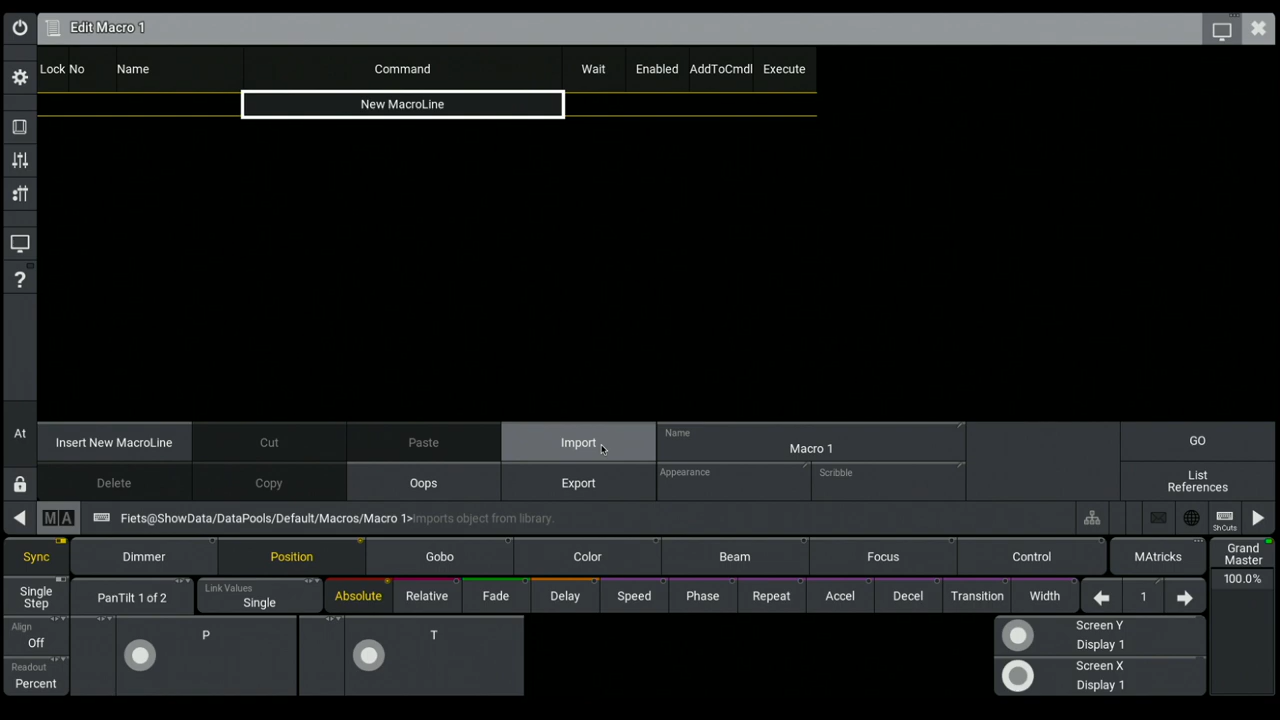 Edit Macro 1
Lock No Name Command Wait Enabled AddToCmdl Execute
New MacroLine
At
Insert New MacroLine Cut Paste Import Name Macro 1 GO
Delete Copy Oops Export Appearance Scribble List References
MA Fiets@ShowData/DataPools/Default/Macros/Macro 1>Imports object from library. ShCuts
Sync Dimmer Position Gobo Color Beam Focus Control MAtricks Grand Master 100.0%
Single Step PanTilt 1 of 2 Link Values Single Absolute Relative Fade Delay Speed Phase Repeat Accel Decel Transition Width 1
Align Off P T Screen Y Display 1
Readout Percent Screen X Display 1